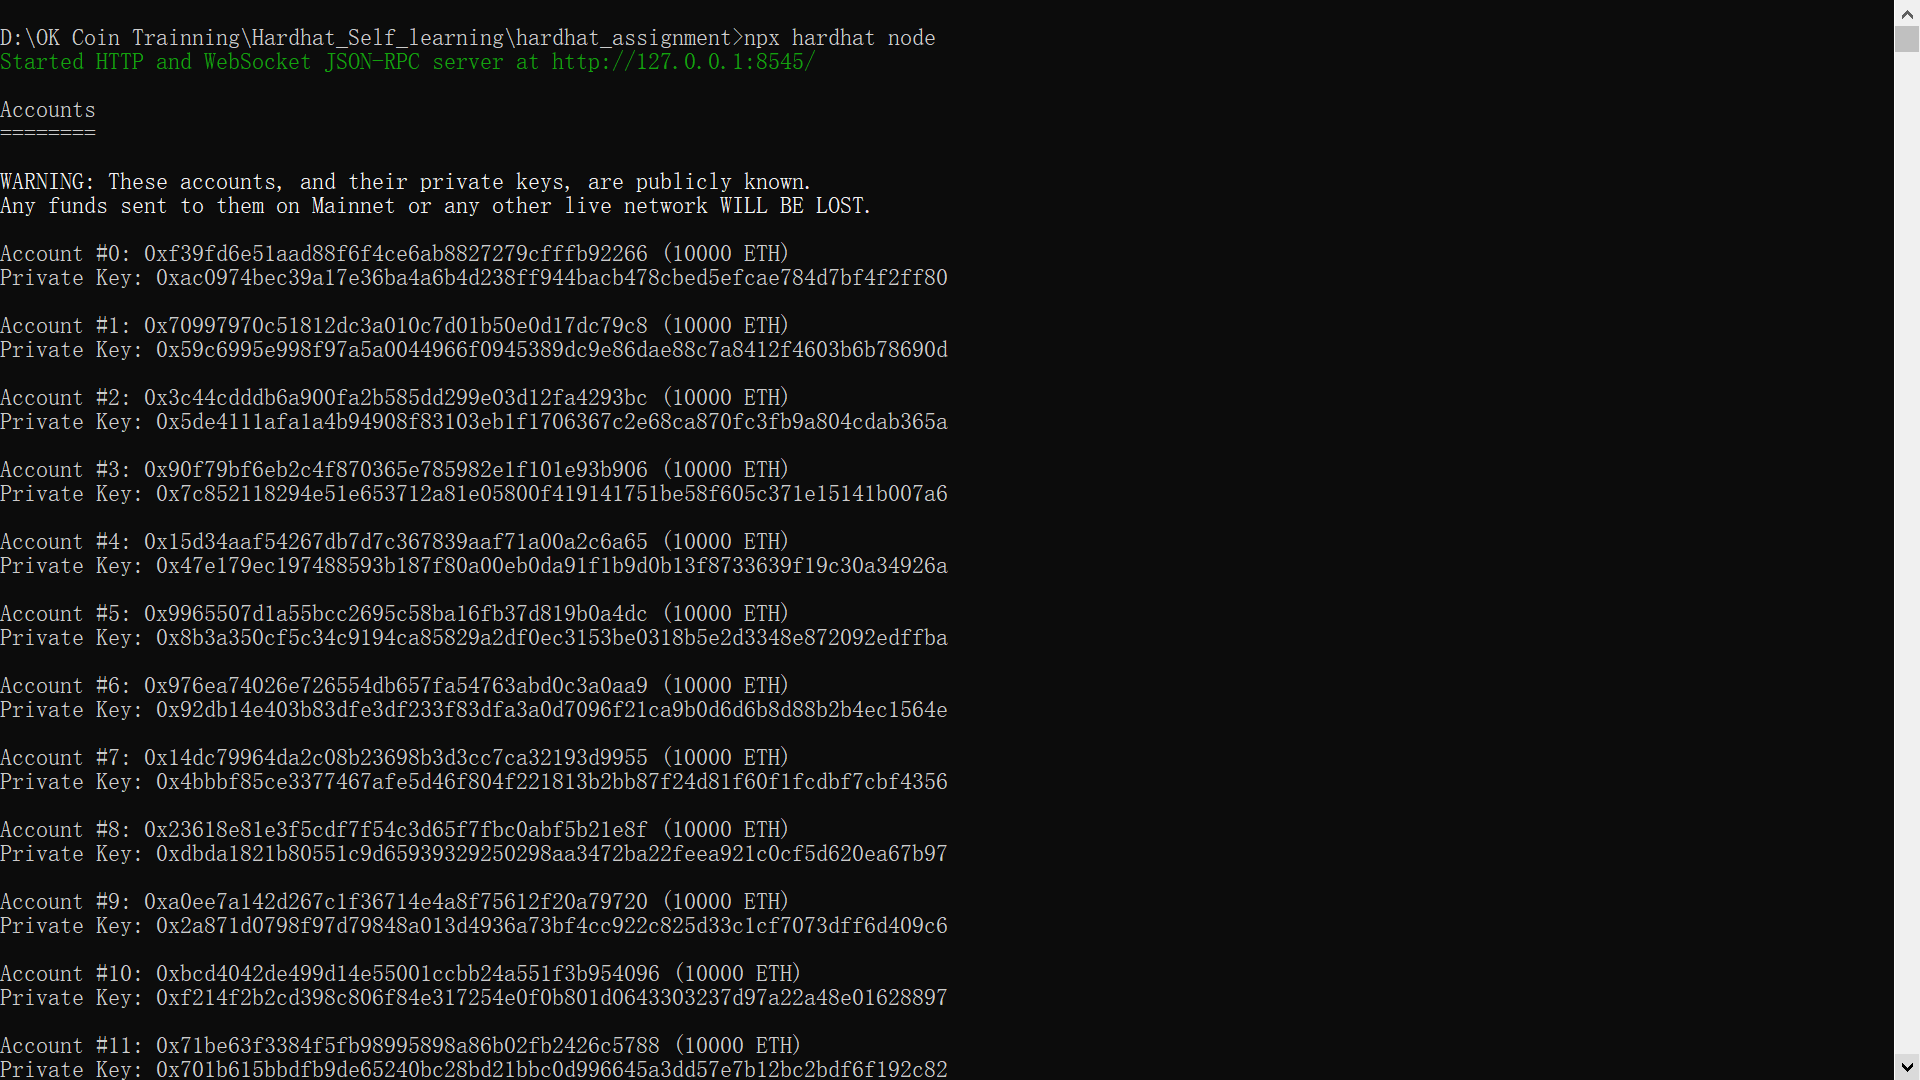 D:\OK Coin Trainning\Hardhat_Self_learning\hardhat_assignment>npx hardhat node
Started HTTP and WebSocket JSON-RPC server at http://127.0.0.1:8545/
Accounts
========
WARNING: These accounts, and their private keys, are publicly known.
Any funds sent to them on Mainnet or any other live network WILL BE LOST.
Account #0: 0xf39fd6e51aad88f6f4ce6ab8827279cfffb92266 (10000 ETH)
Private Key: 0xac0974bec39a17e36ba4a6b4d238ff944bacb478cbed5efcae784d7bf4f2ff80
Account #1: 0x70997970c51812dc3a010c7d01b50e0d17dc79c8 (10000 ETH)
Private Key: 0x59c6995e998f97a5a0044966f0945389dc9e86dae88c7a8412f4603b6b78690d
Account #2: 0x3c44cdddb6a900fa2b585dd299e03d12fa4293bc (10000 ETH)
Private Key: 0x5de4111afa1a4b94908f83103eb1f1706367c2e68ca870fc3fb9a804cdab365a
Account #3: 0x90f79bf6eb2c4f870365e785982e1f101e93b906 (10000 ETH)
Private Key: 0x7c852118294e51e653712a81e05800f419141751be58f605c371e15141b007a6
Account #4: 0x15d34aaf54267db7d7c367839aaf71a00a2c6a65 (10000 ETH)
Private Key: 0x47e179ec197488593b187f80a00eb0da91f1b9d0b13f8733639f19c30a34926a
Account #5: 0x9965507d1a55bcc2695c58ba16fb37d819b0a4dc (10000 ETH)
Private Key: 0x8b3a350cf5c34c9194ca85829a2df0ec3153be0318b5e2d3348e872092edffba
Account #6: 0x976ea74026e726554db657fa54763abd0c3a0aa9 (10000 ETH)
Private Key: 0x92db14e403b83dfe3df233f83dfa3a0d7096f21ca9b0d6d6b8d88b2b4ec1564e
Account #7: 0x14dc79964da2c08b23698b3d3cc7ca32193d9955 (10000 ETH)
Private Key: 0x4bbbf85ce3377467afe5d46f804f221813b2bb87f24d81f60f1fcdbf7cbf4356
Account #8: 0x23618e81e3f5cdf7f54c3d65f7fbc0abf5b21e8f (10000 ETH)
Private Key: 0xdbda1821b80551c9d65939329250298aa3472ba22feea921c0cf5d620ea67b97
Account #9: 0xa0ee7a142d267c1f36714e4a8f75612f20a79720 (10000 ETH)
Private Key: 0x2a871d0798f97d79848a013d4936a73bf4cc922c825d33c1cf7073dff6d409c6
Account #10: 0xbcd4042de499d14e55001ccbb24a551f3b954096 (10000 ETH)
Private Key: 0xf214f2b2cd398c806f84e317254e0f0b801d0643303237d97a22a48e01628897
Account #11: 0x71be63f3384f5fb98995898a86b02fb2426c5788 (10000 ETH)
Private Key: 0x701b615bbdfb9de65240bc28bd21bbc0d996645a3dd57e7b12bc2bdf6f192c82